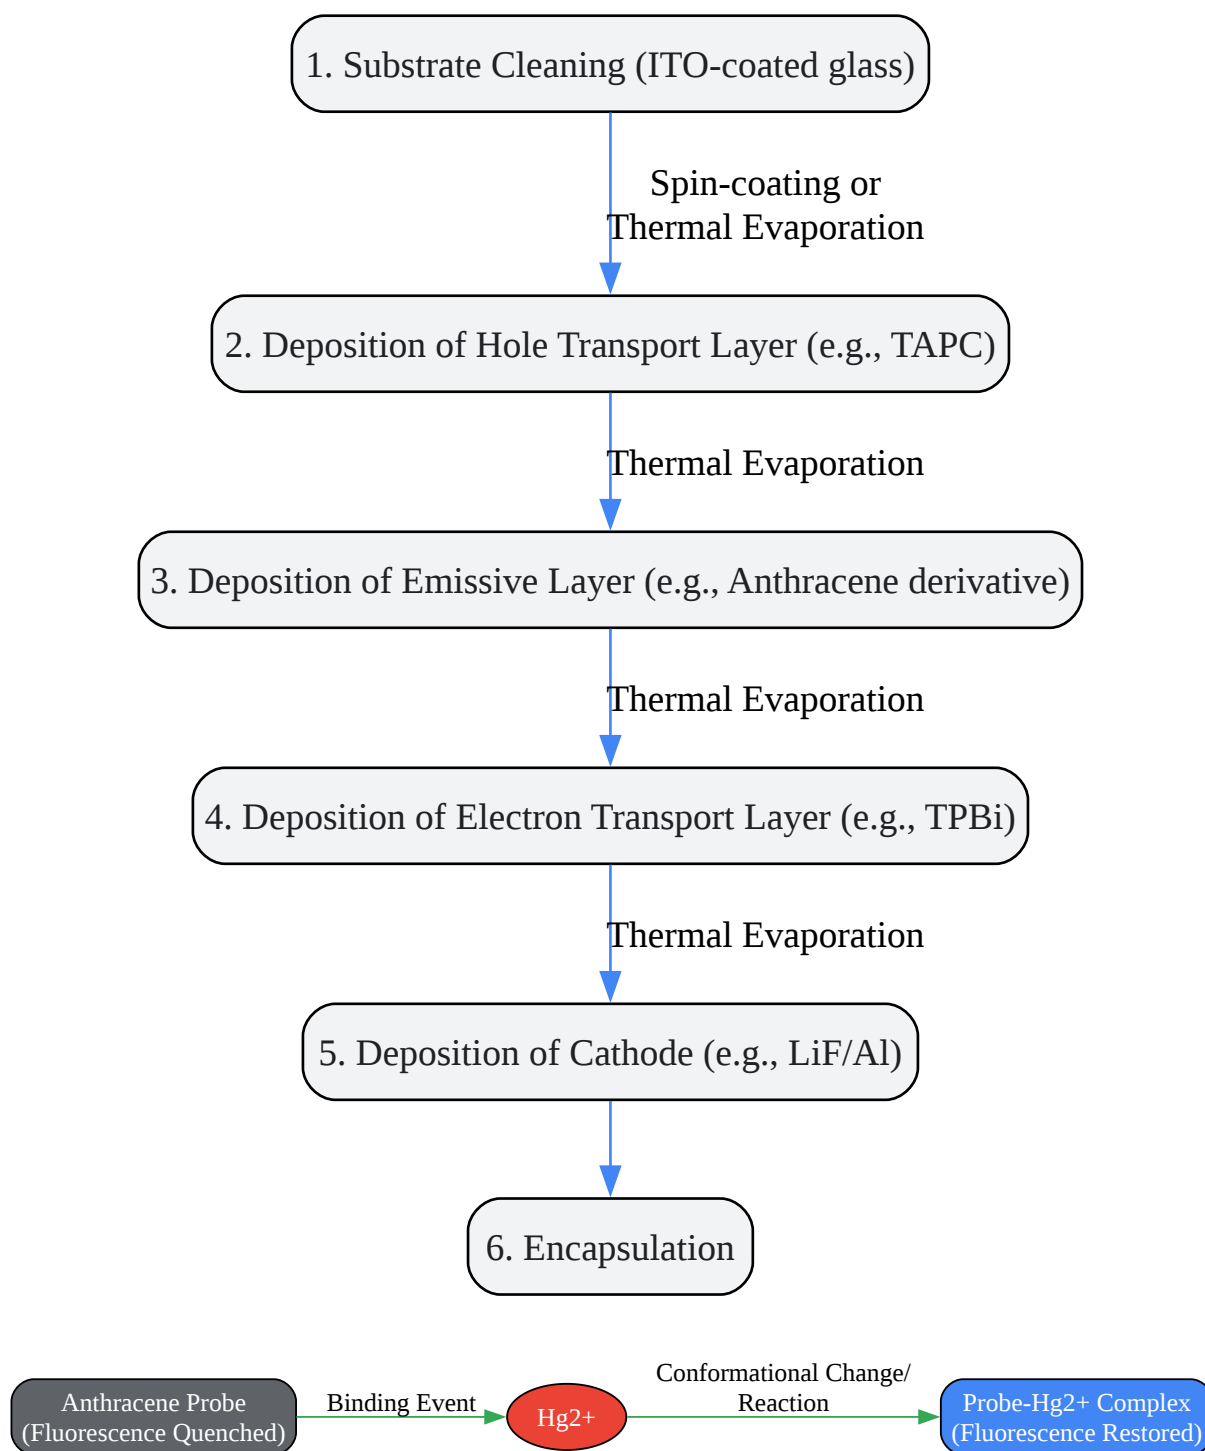 1. Substrate Cleaning (ITO-coated glass)
Spin-coating or
Thermal Evaporation
2. Deposition of Hole Transport Layer (e.g., TAPC)
Thermal Evaporation
3. Deposition of Emissive Layer (e.g., Anthracene derivative)
Thermal Evaporation
4. Deposition of Electron Transport Layer (e.g., TPBi)
Thermal Evaporation
5. Deposition of Cathode (e.g., LiF/Al)
6. Encapsulation
Anthracene Probe
(Fluorescence Quenched)
Binding Event
Hg2+
Conformational Change/
Reaction
Probe-Hg2+ Complex
(Fluorescence Restored)